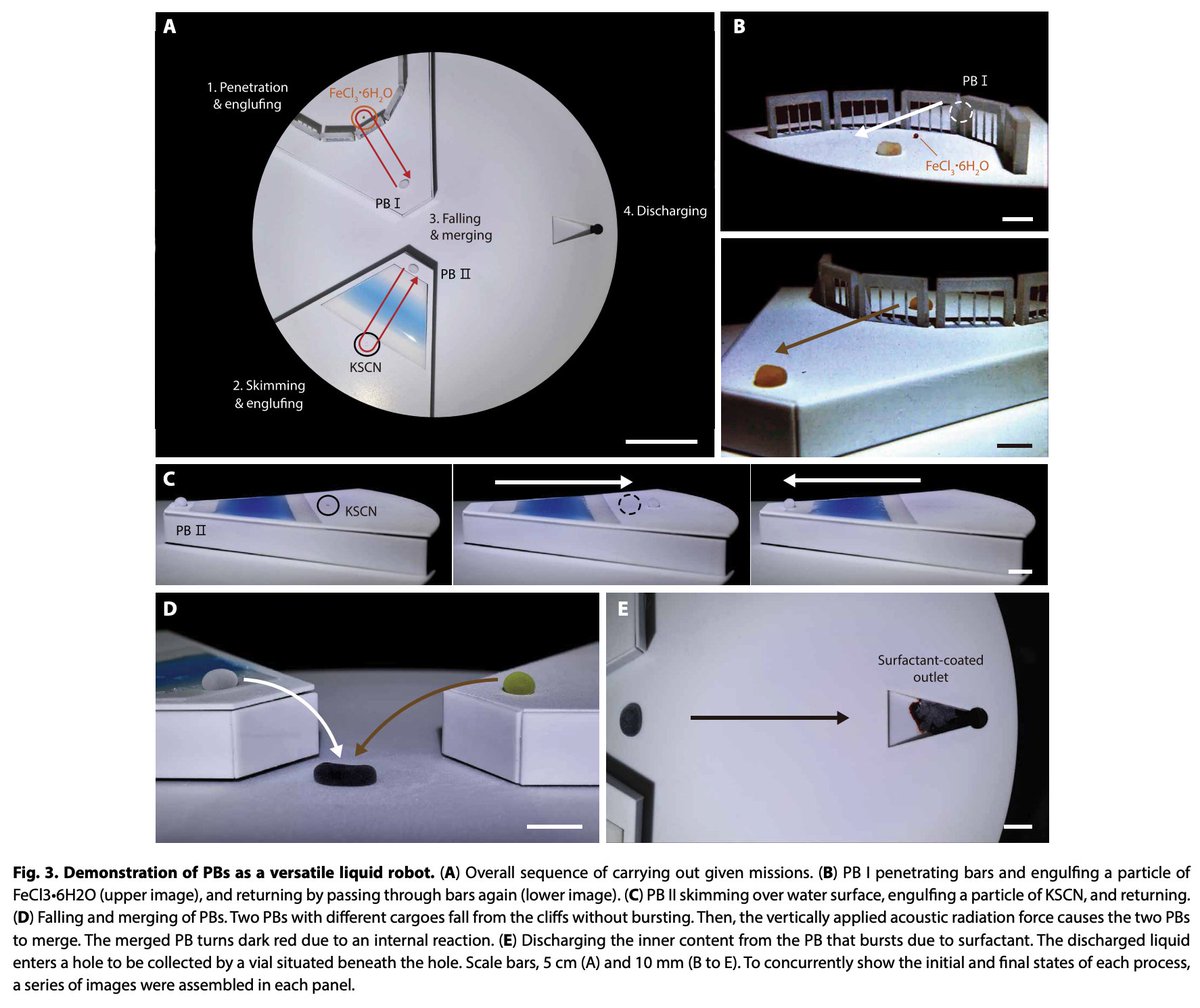 A
1. Penetration
& englufing
FeCl3•6H2O
PB I
3. Falling
& merging
4. Discharging
PB II
KSCN
2. Skimming
& englufing
B
PB I
FeCl3•6H2O
C
KSCN
PB II
D
E
Surfactant-coated
outlet
Fig. 3. Demonstration of PBs as a versatile liquid robot. (A) Overall sequence of carrying out given missions. (B) PB I penetrating bars and engulfing a particle of
FeCl3•6H2O (upper image), and returning by passing through bars again (lower image). (C) PB II skimming over water surface, engulfing a particle of KSCN, and returning.
(D) Falling and merging of PBs. Two PBs with different cargoes fall from the cliffs without bursting. Then, the vertically applied acoustic radiation force causes the two PBs
to merge. The merged PB turns dark red due to an internal reaction. (E) Discharging the inner content from the PB that bursts due to surfactant. The discharged liquid
enters a hole to be collected by a vial situated beneath the hole. Scale bars, 5 cm (A) and 10 mm (B to E). To concurrently show the initial and final states of each process,
a series of images were assembled in each panel.